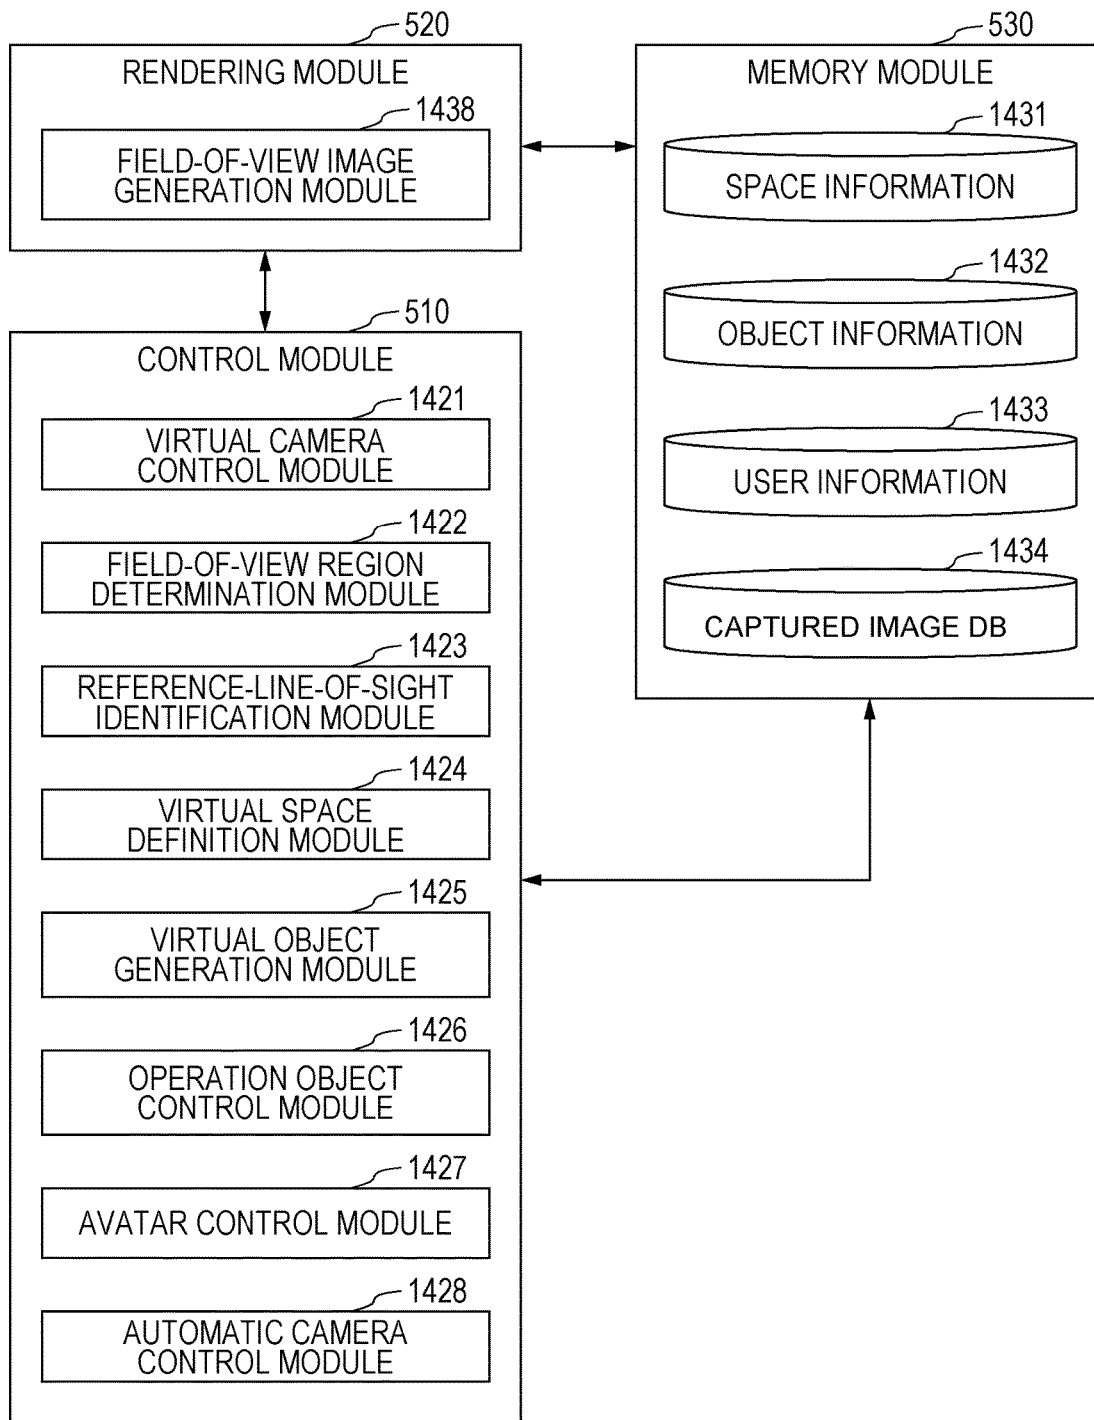 520
RENDERING MODULE
1438
FIELD-OF-VIEW IMAGE
GENERATION MODULE
530
MEMORY MODULE
1431
SPACE INFORMATION
1432
OBJECT INFORMATION
1433
USER INFORMATION
1434
CAPTURED IMAGE DB
510
CONTROL MODULE
1421
VIRTUAL CAMERA
CONTROL MODULE
1422
FIELD-OF-VIEW REGION
DETERMINATION MODULE
1423
REFERENCE-LINE-OF-SIGHT
IDENTIFICATION MODULE
1424
VIRTUAL SPACE
DEFINITION MODULE
1425
VIRTUAL OBJECT
GENERATION MODULE
1426
OPERATION OBJECT
CONTROL MODULE
1427
AVATAR CONTROL MODULE
1428
AUTOMATIC CAMERA
CONTROL MODULE